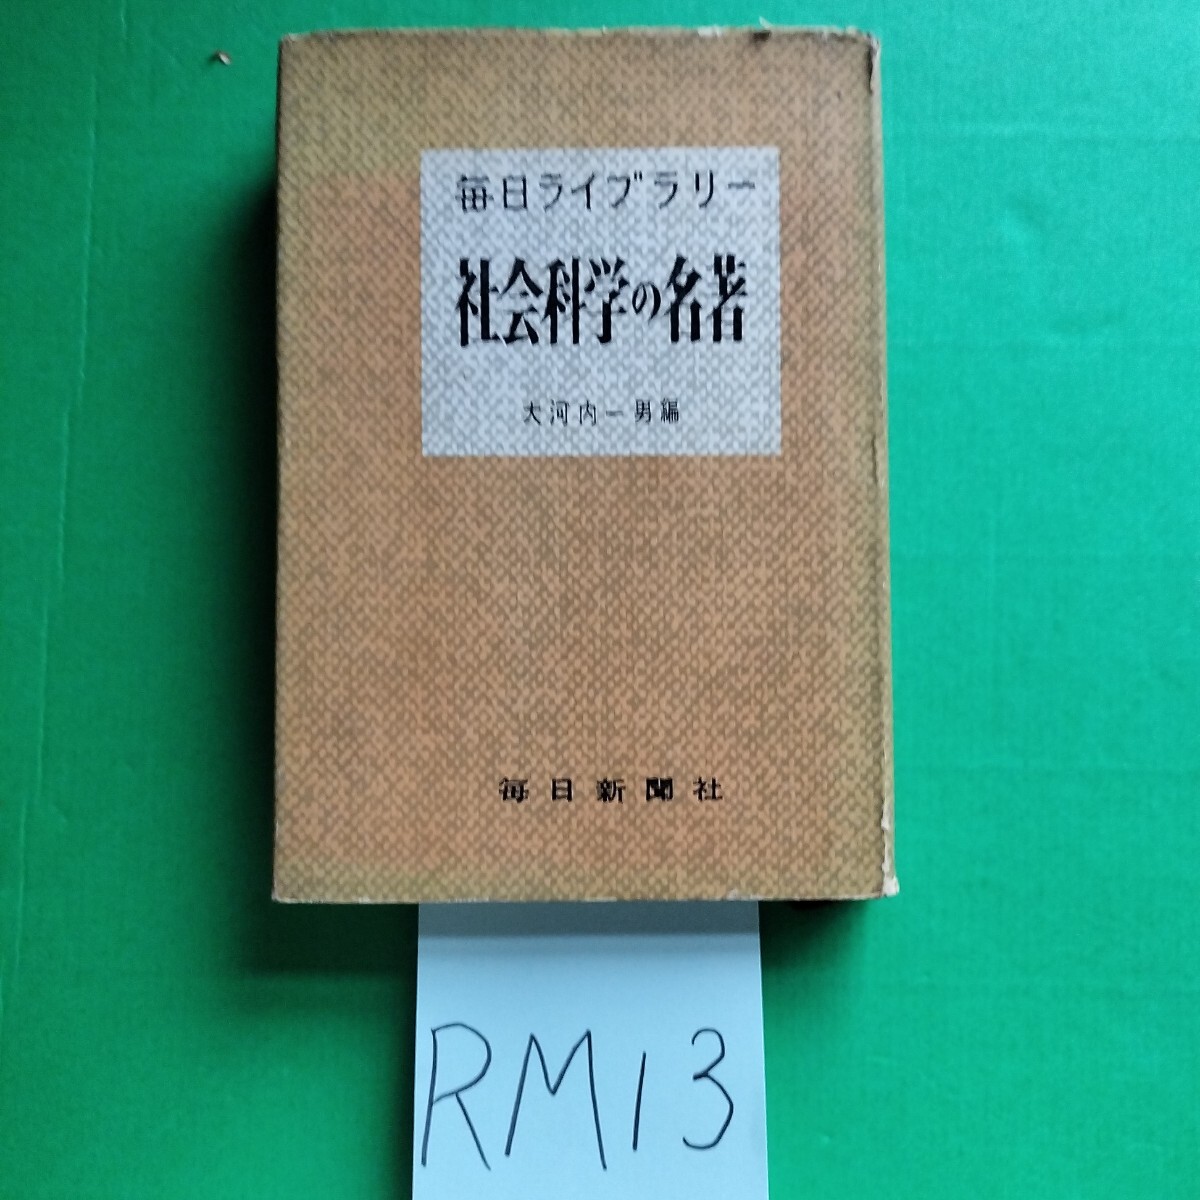 毎日ライブラリー
社会科学の名著
大河内一男編
毎日新聞社
RM13